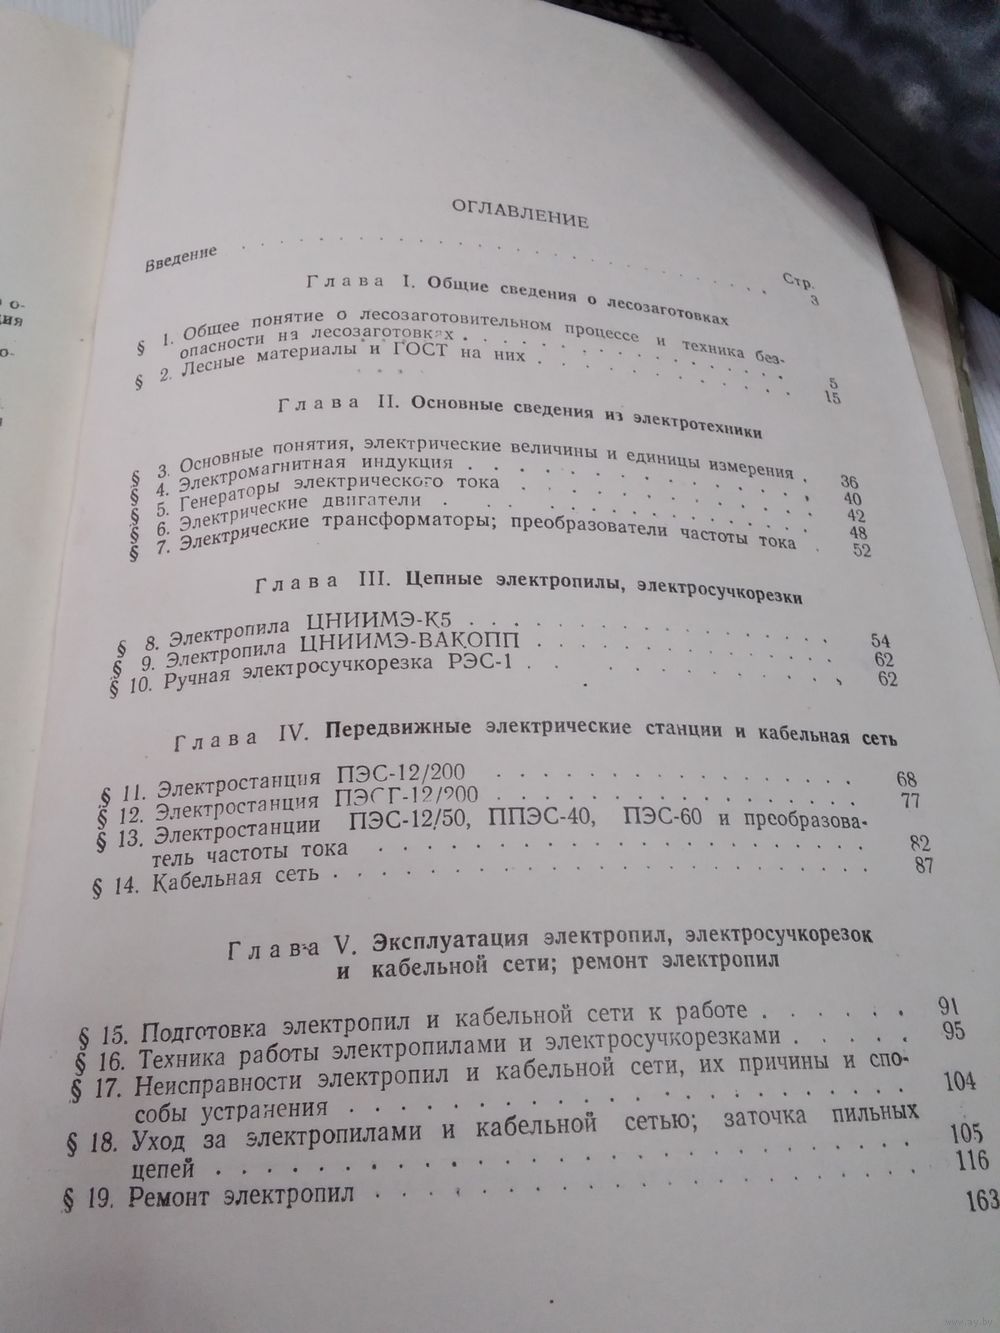 ОГЛАВЛЕНИЕ
Стр.
Введение . . . 3
Глава I. Общие сведения о лесозаготовках
§ 1. Общее понятие о лесозаготовительном процессе и техника без-
опасности на лесозаготовках . . . 5
§ 2. Лесные материалы и ГОСТ на них . . . 15
Глава II. Основные сведения из электротехники
§ 3. Основные понятия, электрические величины и единицы измерения . 36
§ 4. Электромагнитная индукция . . . 40
§ 5. Генераторы электрического тока . . . 42
§ 6. Электрические двигатели . . . 48
§ 7. Электрические трансформаторы; преобразователи частоты тока . 52
Глава III. Цепные электропилы, электросучкорезки
§ 8. Электропила ЦНИИМЭ-К5 . . . 54
§ 9. Электропила ЦНИИМЭ-ВАКОПП . . . 62
§ 10. Ручная электросучкорезка РЭС-1 . . . 62
Глава IV. Передвижные электрические станции и кабельная сеть
§ 11. Электростанция ПЭС-12/200 . . . 68
§ 12. Электростанция ПЭСГ-12/200 . . . 77
§ 13. Электростанции ПЭС-12/50, ППЭС-40, ПЭС-60 и преобразова-
тель частоты тока . . . 82
§ 14. Кабельная сеть . . . 87
Глава V. Эксплуатация электропил, электросучкорезок
и кабельной сети; ремонт электропил
§ 15. Подготовка электропил и кабельной сети к работе . . . 91
§ 16. Техника работы электропилами и электросучкорезками . . . 95
§ 17. Неисправности электропил и кабельной сети, их причины и спо-
собы устранения . . . 104
§ 18. Уход за электропилами и кабельной сетью; заточка пильных
цепей . . . 105
§ 19. Ремонт электропил . . . 116
163
www.ay.by